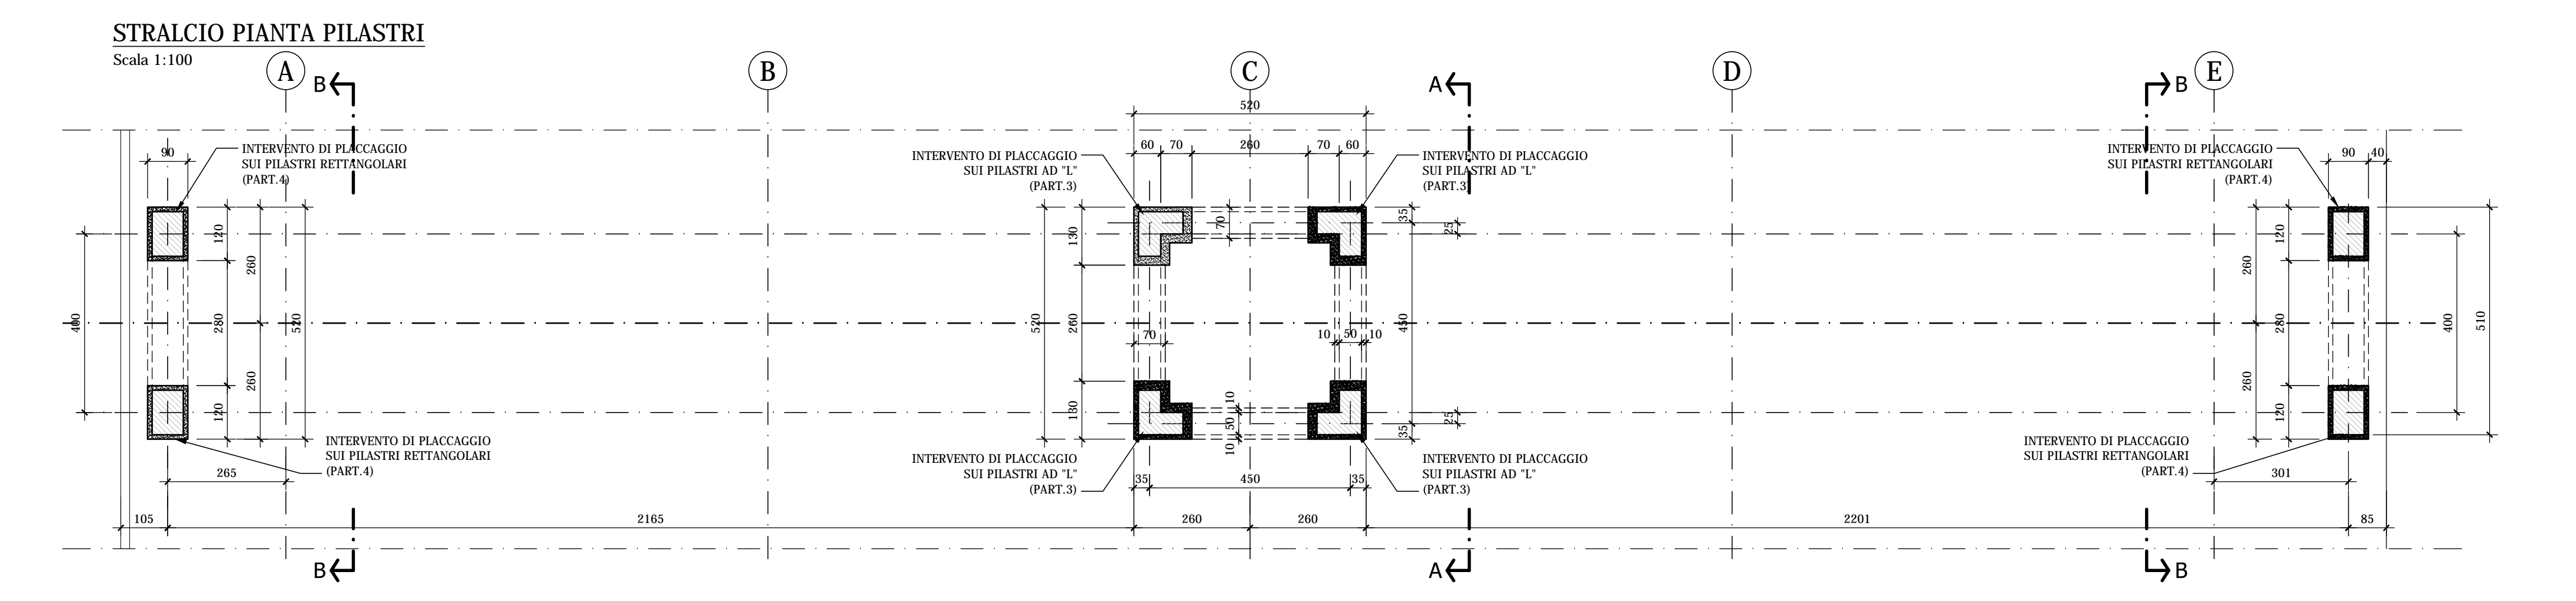 STRALCIO PIANTA PILASTRI
Scala 1:100
A
B
C
D
E
B
A
B
520
90
INTERVENTO DI PLACCAGGIO
SUI PILASTRI RETTANGOLARI
(PART.4)
INTERVENTO DI PLACCAGGIO
SUI PILASTRI AD "L"
(PART.3)
60
70
260
70
60
INTERVENTO DI PLACCAGGIO
SUI PILASTRI AD "L"
(PART.3)
INTERVENTO DI PLACCAGGIO
SUI PILASTRI RETTANGOLARI
(PART.4)
90
40
400
120
280
120
260
260
520
520
130
260
130
70
70
10
50
10
10
50
10
35
450
35
25
25
260
260
120
280
120
400
510
INTERVENTO DI PLACCAGGIO
SUI PILASTRI RETTANGOLARI
(PART.4)
INTERVENTO DI PLACCAGGIO
SUI PILASTRI AD "L"
(PART.3)
INTERVENTO DI PLACCAGGIO
SUI PILASTRI AD "L"
(PART.3)
INTERVENTO DI PLACCAGGIO
SUI PILASTRI RETTANGOLARI
(PART.4)
265
35
450
35
301
105
2165
260
260
2201
85
B
A
B